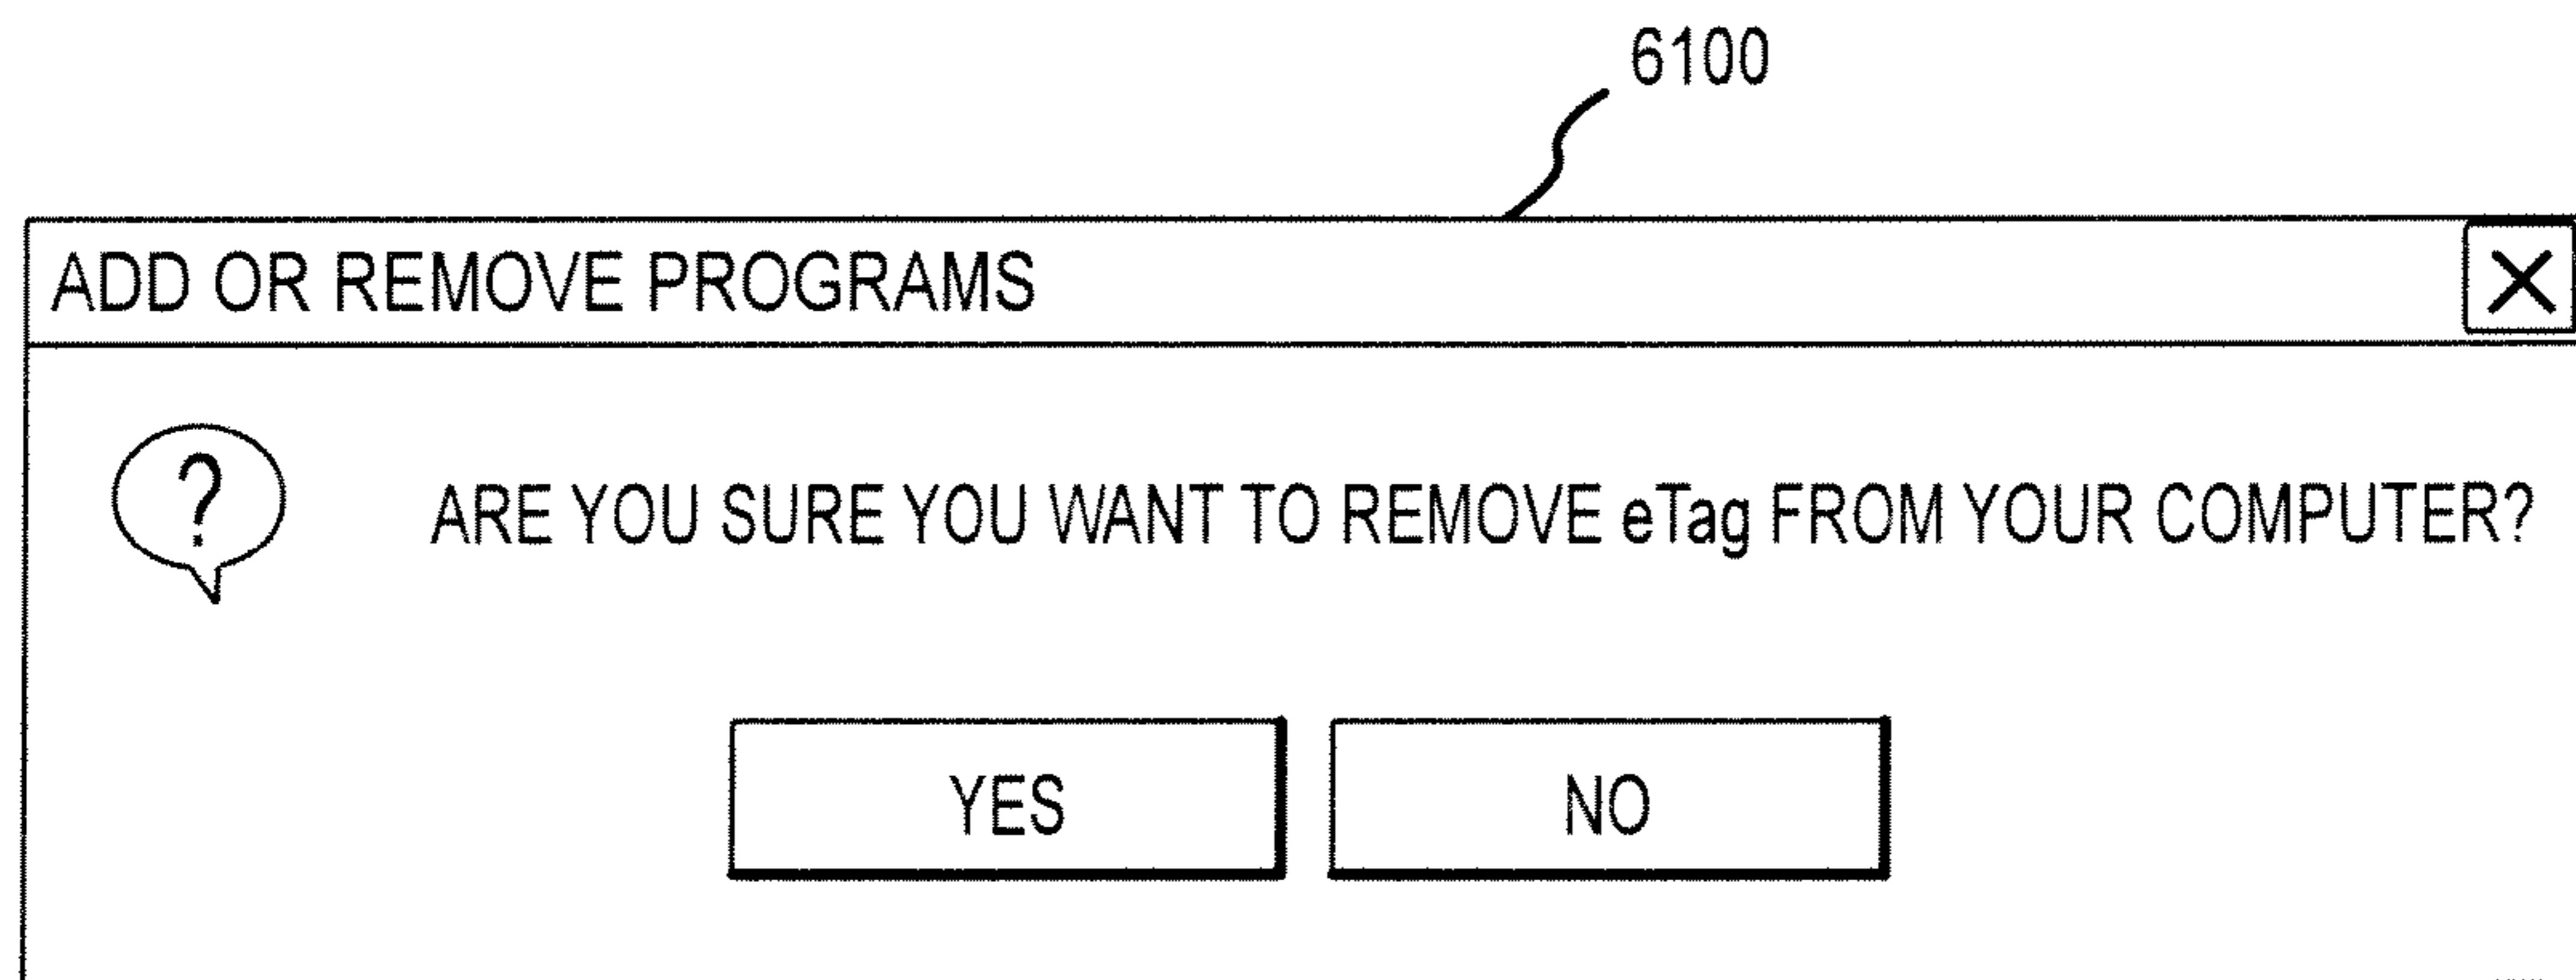 6100
ADD OR REMOVE PROGRAMS
?
ARE YOU SURE YOU WANT TO REMOVE eTag FROM YOUR COMPUTER?
YES NO